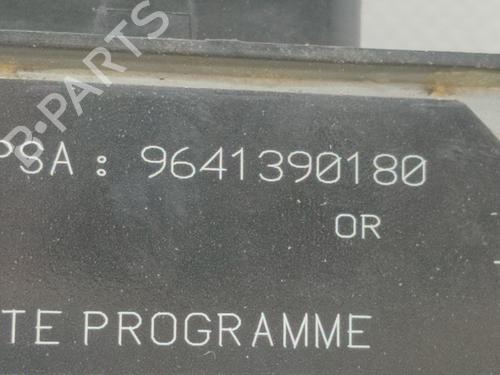 B-PARTS
PSA : 9641390180
OR
TE PROGRAMME